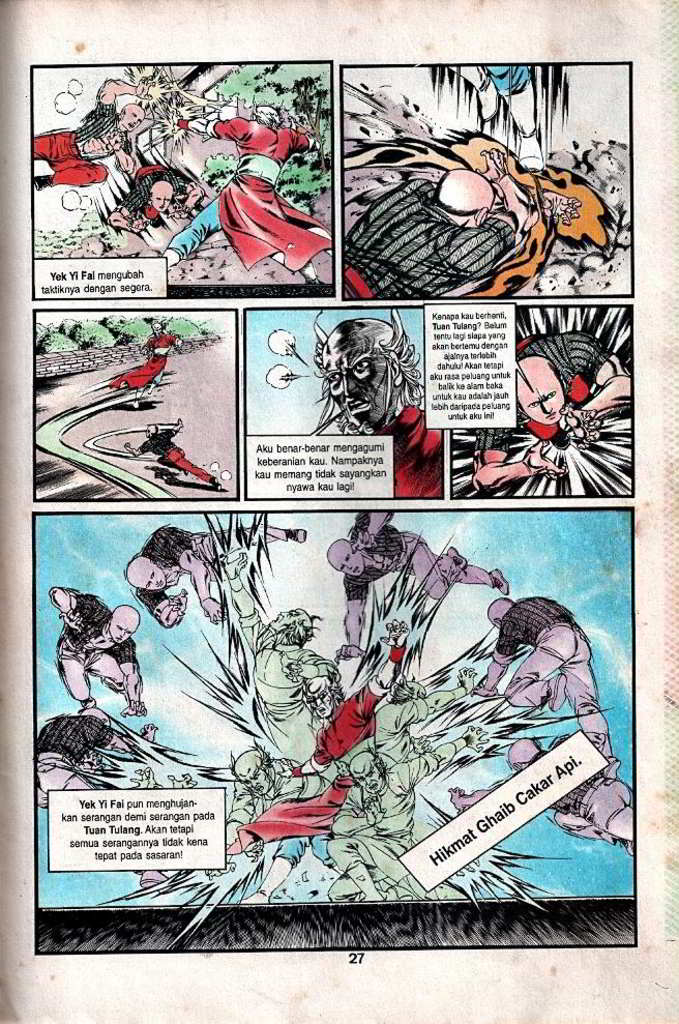 Yek Yi Fai mengubah
taktiknya dengan segera.
Aku benar-benar mengagumi
keberanian kau. Nampaknya
kau memang tidak sayangkan
nyawa kau lagi!
Kenapa kau berhenti,
Tuan Tulang? Belum
tentu lagi siapa yang
akan bertemu dengan
ajalnya terlebih
dahulu! Akan tetapi
aku rasa peluang untuk
balik ke alam baka
untuk kau adalah jauh
lebih daripada peluang
untuk aku ini!
Yek Yi Fai pun menghujan-
kan serangan demi serangan pada
Tuan Tulang. Akan tetapi
semua serangannya tidak kena
tepat pada sasaran!
Hikmat Ghaib Cakar Api.
27